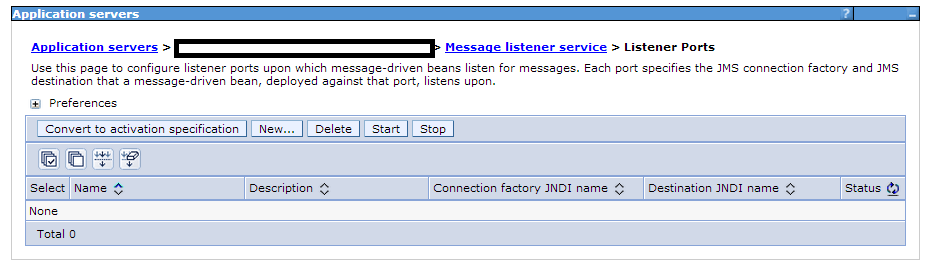 Application servers ? _
Application servers > > Message listener service > Listener Ports
Use this page to configure listener ports upon which message-driven beans listen for messages. Each port specifies the JMS connection factory and JMS
destination that a message-driven bean, deployed against that port, listens upon.
+ Preferences
Convert to activation specification New... Delete Start Stop
Select Name Description Connection factory JNDI name Destination JNDI name Status
None
Total 0